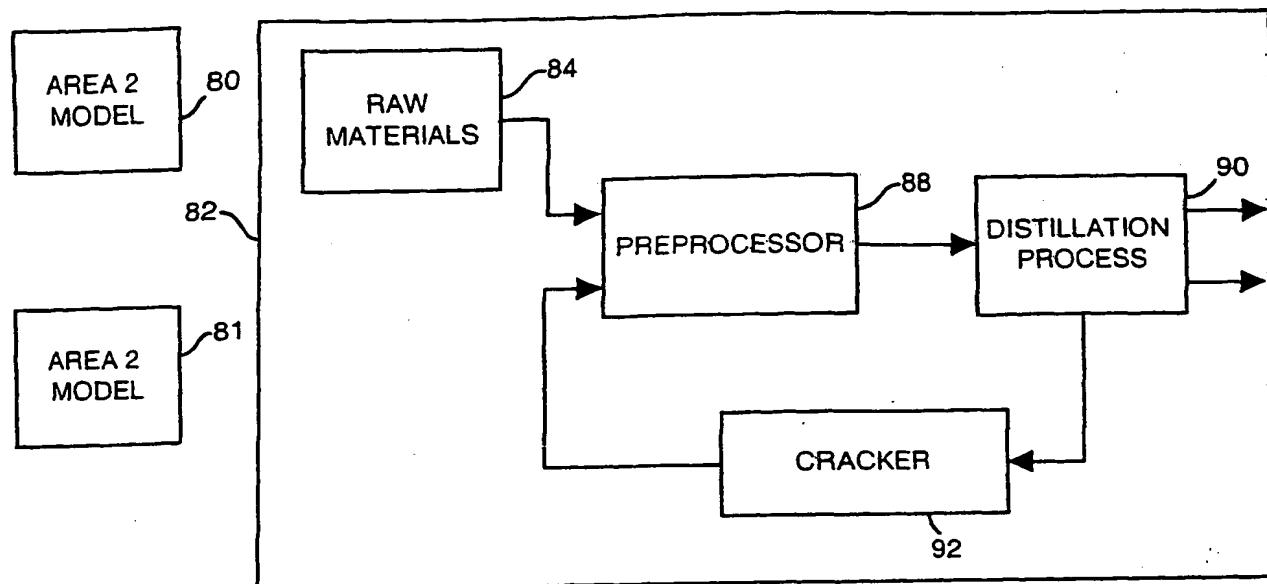 AREA 2
MODEL
80
82
RAW
MATERIALS
84
PREPROCESSOR
88
DISTILLATION
PROCESS
90
AREA 2
MODEL
81
CRACKER
92